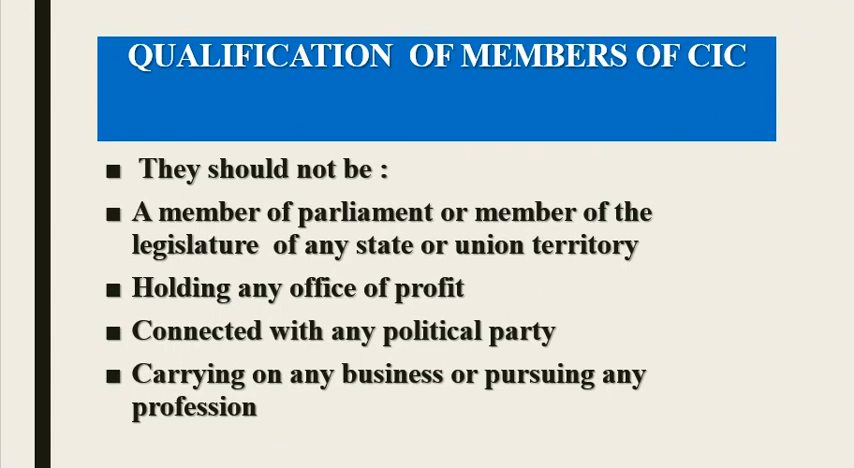 QUALIFICATION OF MEMBERS OF CIC
▪ They should not be :
▪ A member of parliament or member of the
legislature of any state or union territory
▪ Holding any office of profit
▪ Connected with any political party
▪ Carrying on any business or pursuing any
profession